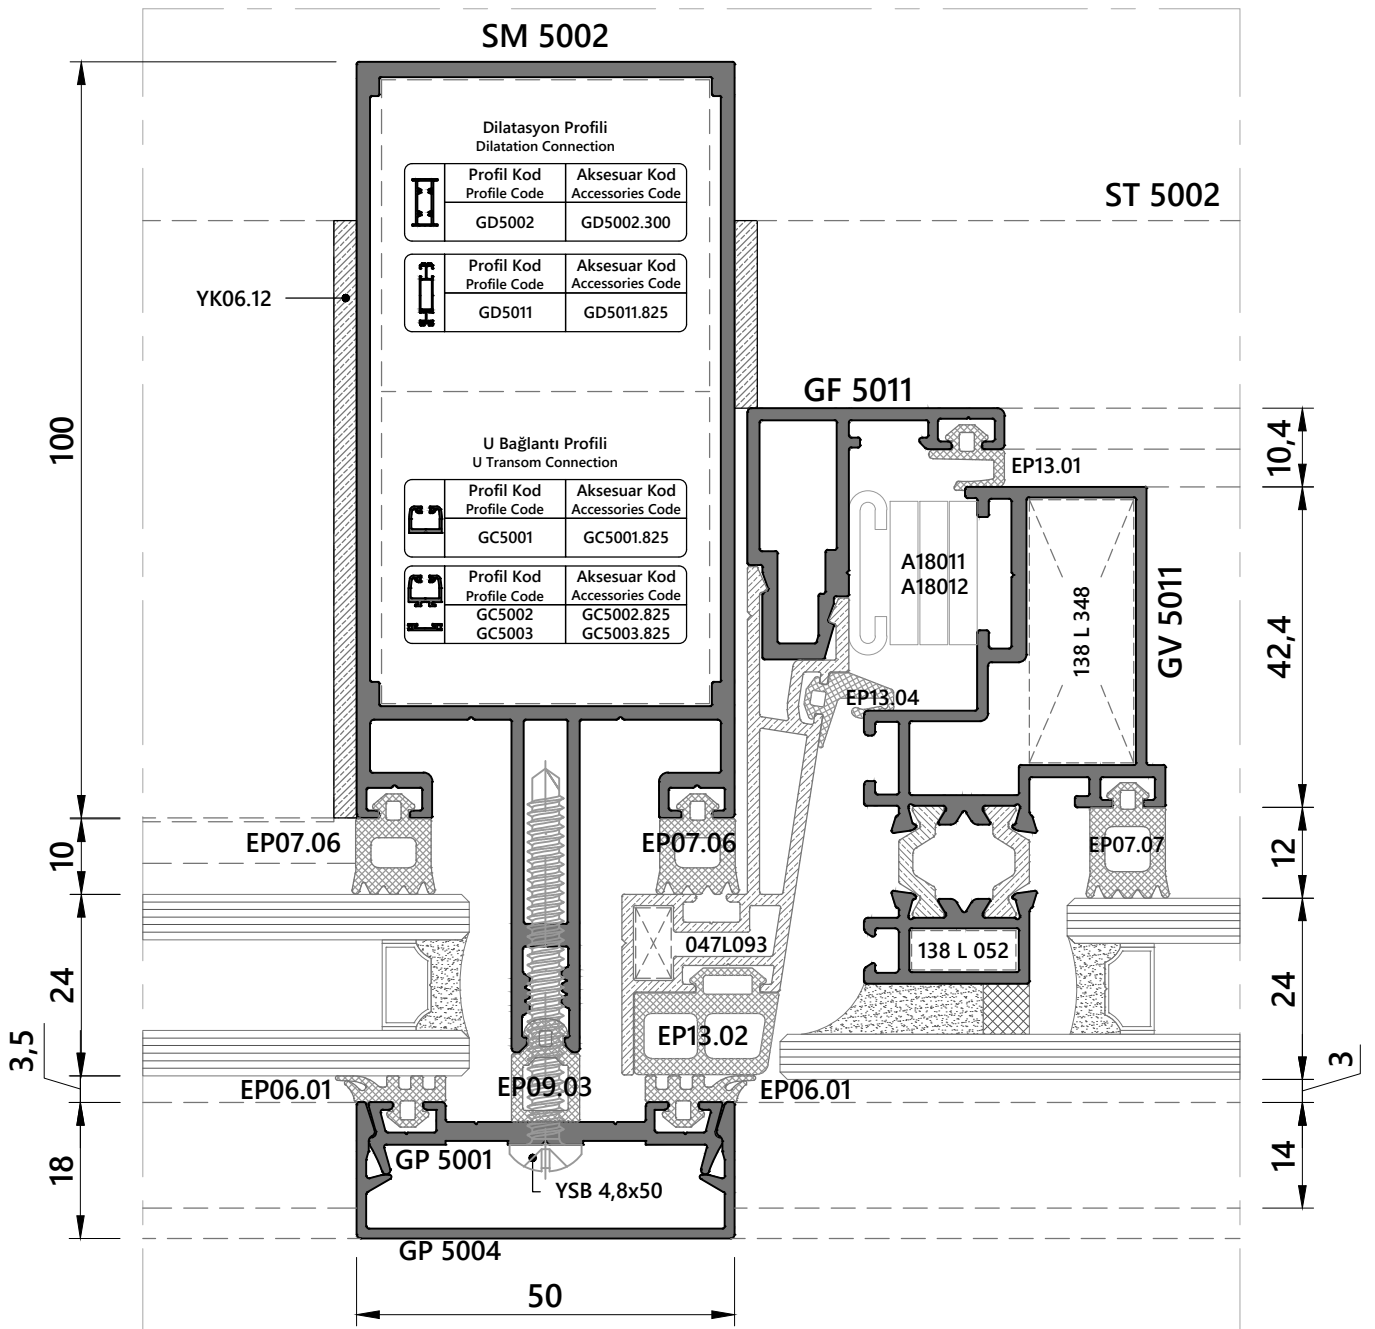 SM 5002
Dilatasyon Profili
Dilatation Connection
Profil Kod Aksesuar Kod
Profile Code Accessories Code
GD5002 GD5002.300
Profil Kod Aksesuar Kod
Profile Code Accessories Code
GD5011 GD5011.825
ST 5002
YK06.12
100
U Bağlantı Profili
U Transom Connection
Profil Kod Aksesuar Kod
Profile Code Accessories Code
GC5001 GC5001.825
Profil Kod Aksesuar Kod
Profile Code Accessories Code
GC5002 GC5002.825
GC5003 GC5003.825
GF 5011
EP13.01
10,4
A18011
A18012
138 L 348
GV 5011
42,4
EP13.04
10
EP07.06
EP07.06
EP07.07
12
24
047L093
138 L 052
24
3,5
EP13.02
3
EP06.01
EP09.03
EP06.01
18
GP 5001
YSB 4,8x50
14
GP 5004
50